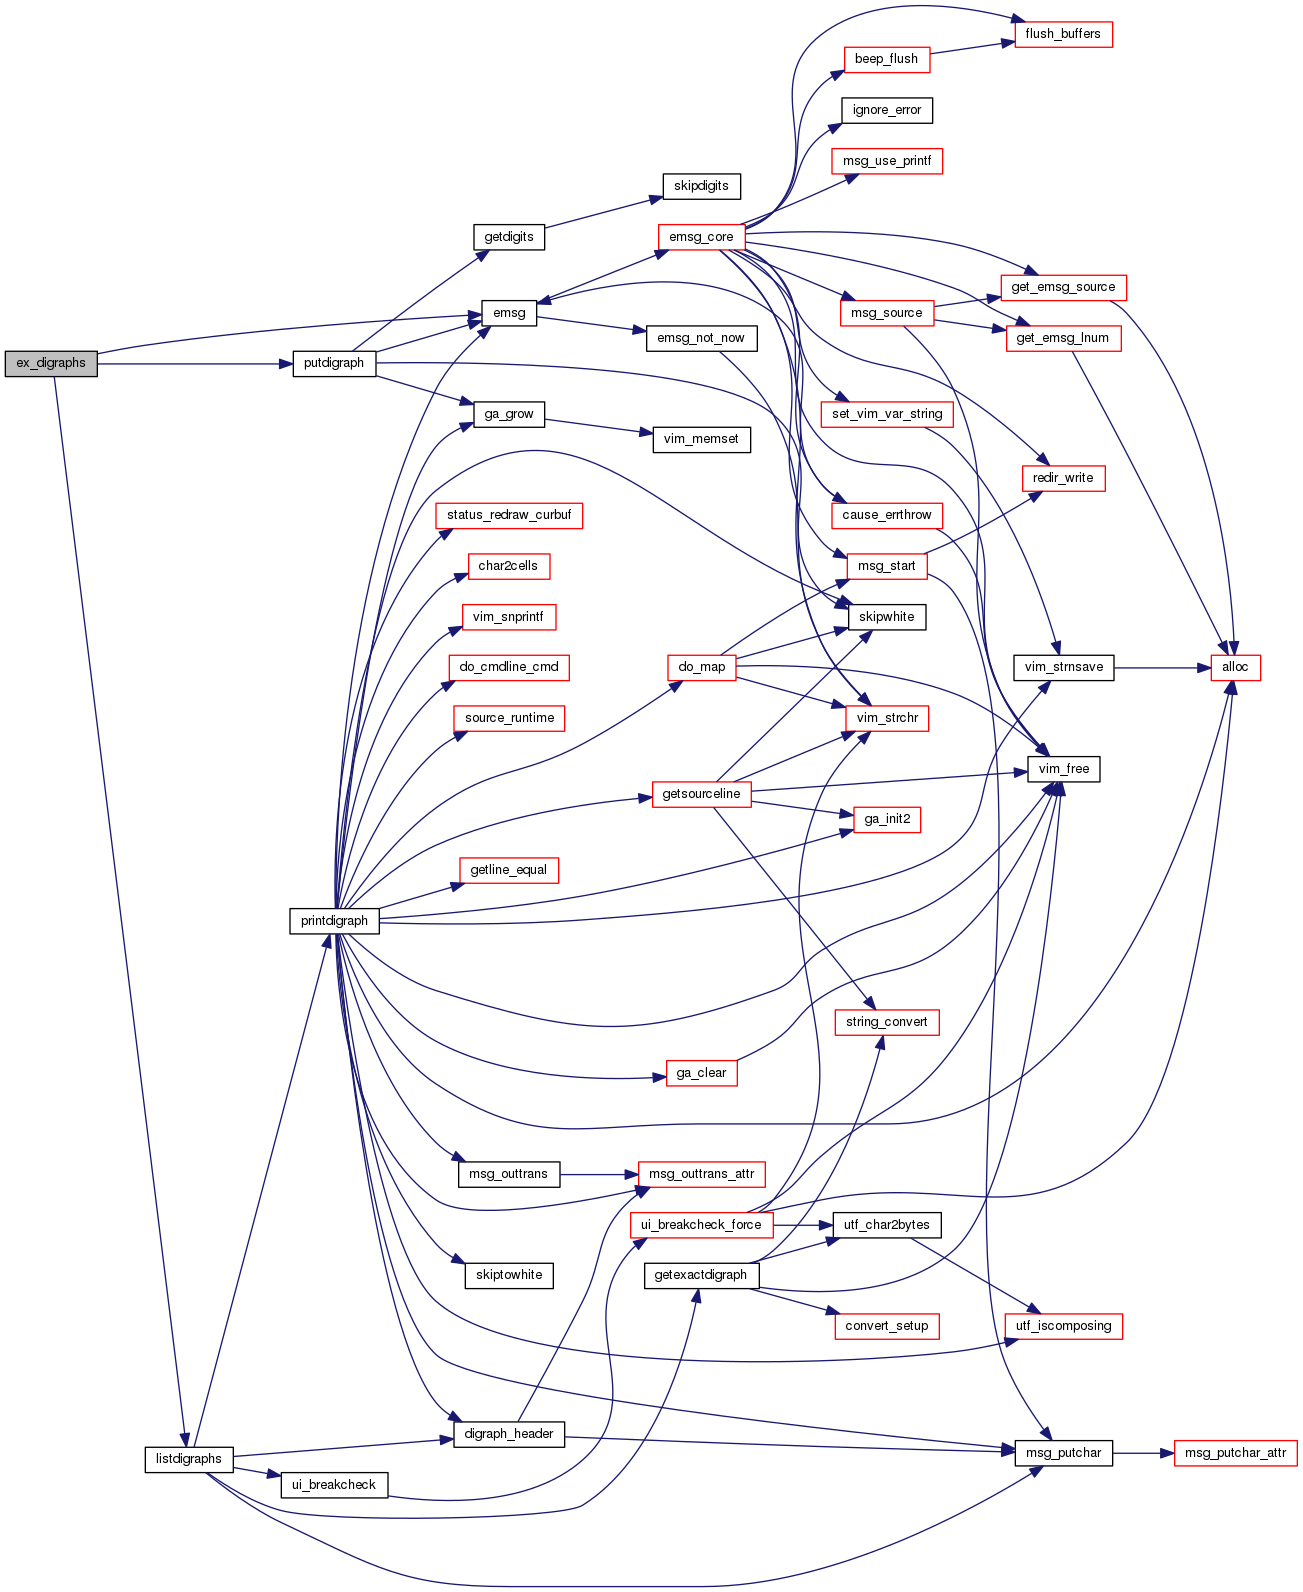 flush_buffers
beep_flush
ignore_error
msg_use_printf
skipdigits
getdigits
emsg_core
get_emsg_source
emsg
msg_source
emsg_not_now
get_emsg_lnum
ex_digraphs
putdigraph
ga_grow
set_vim_var_string
vim_memset
redir_write
status_redraw_curbuf
cause_errthrow
char2cells
msg_start
vim_snprintf
skipwhite
do_cmdline_cmd
do_map
vim_strnsave
alloc
source_runtime
vim_strchr
vim_free
getsourceline
ga_init2
getline_equal
printdigraph
string_convert
ga_clear
msg_outtrans
msg_outtrans_attr
ui_breakcheck_force
utf_char2bytes
skiptowhite
getexactdigraph
convert_setup
utf_iscomposing
digraph_header
listdigraphs
msg_putchar
msg_putchar_attr
ui_breakcheck